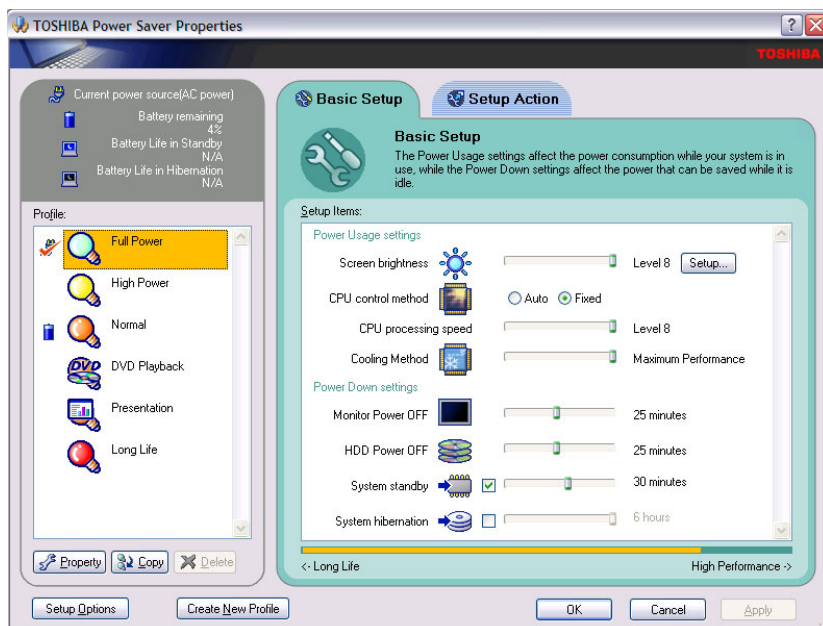 TOSHIBA Power Saver Properties
TOSHIBA
Current power source(AC power)
Battery remaining
4%
Battery Life in Standby
N/A
Battery Life in Hibernation
N/A
Profile:
Full Power
High Power
Normal
DVD
DVD Playback
Presentation
Long Life
Property
Copy
Delete
Basic Setup
Setup Action
Basic Setup
The Power Usage settings affect the power consumption while your system is in
use, while the Power Down settings affect the power that can be saved while it is
idle.
Setup Items:
Power Usage settings
Screen brightness Level 8 Setup...
CPU control method Auto Fixed
CPU processing speed Level 8
Cooling Method Maximum Performance
Power Down settings
Monitor Power OFF 25 minutes
HDD Power OFF 25 minutes
System standby 30 minutes
System hibernation 6 hours
<- Long Life High Performance ->
Setup Options Create New Profile OK Cancel Apply